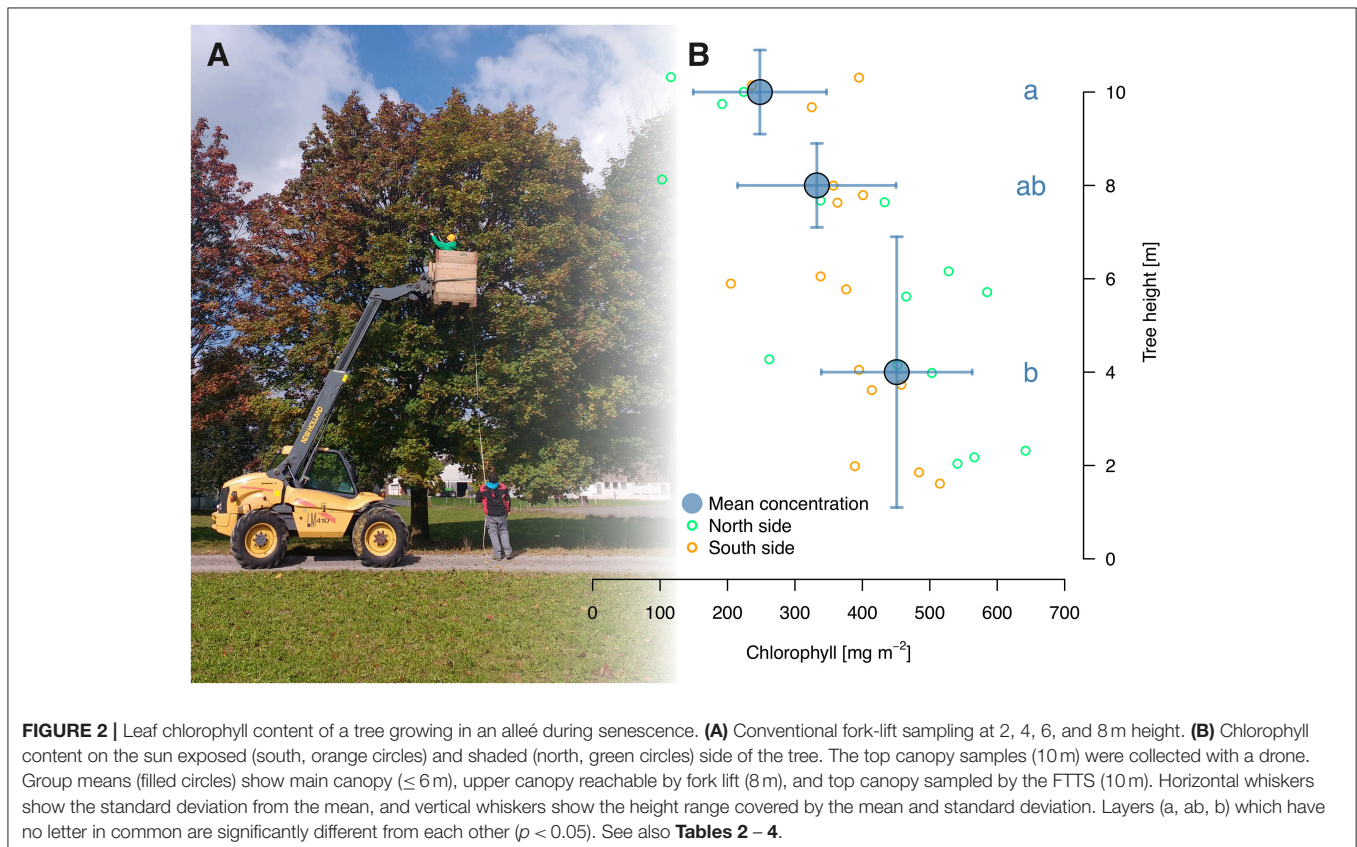 A
B
a
ab
b
10
8
6
4
2
0
Tree height [m]
NEW HOLLAND
LM410
Mean concentration
North side
South side
0 100 200 300 400 500 600 700
Chlorophyll [mg m⁻²]
FIGURE 2 | Leaf chlorophyll content of a tree growing in an alleé during senescence. (A) Conventional fork-lift sampling at 2, 4, 6, and 8 m height. (B) Chlorophyll
content on the sun exposed (south, orange circles) and shaded (north, green circles) side of the tree. The top canopy samples (10 m) were collected with a drone.
Group means (filled circles) show main canopy (≤ 6 m), upper canopy reachable by fork lift (8 m), and top canopy sampled by the FTTS (10 m). Horizontal whiskers
show the standard deviation from the mean, and vertical whiskers show the height range covered by the mean and standard deviation. Layers (a, ab, b) which have
no letter in common are significantly different from each other (p < 0.05). See also Tables 2 – 4.